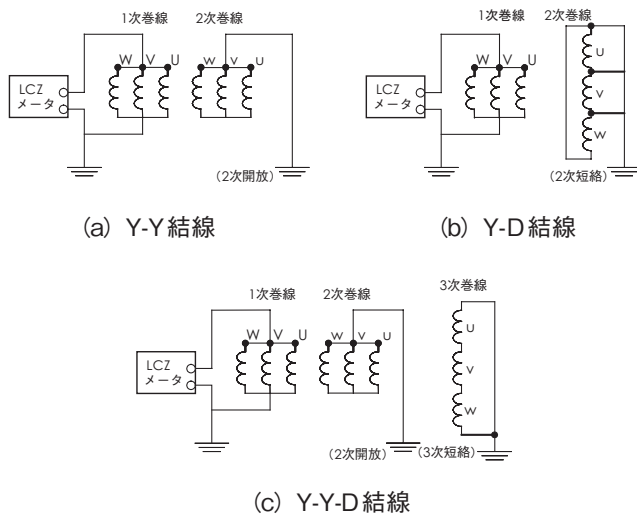 1次巻線 2次巻線
W V U w v u
LCZ
メータ
(2次開放)
(a) Y-Y結線
1次巻線 2次巻線
W V U
u
v
w
LCZ
メータ
(2次短絡)
(b) Y-D結線
1次巻線 2次巻線 3次巻線
W V U w v u
u
v
w
LCZ
メータ
(2次開放) (3次短絡)
(c) Y-Y-D結線